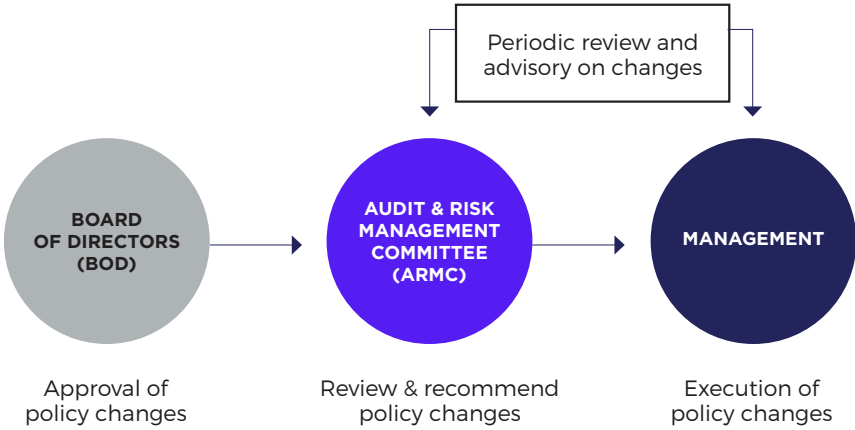 Periodic review and
advisory on changes
BOARD
OF DIRECTORS
(BOD)
AUDIT & RISK
MANAGEMENT
COMMITTEE
(ARMC)
MANAGEMENT
Approval of
policy changes
Review & recommend
policy changes
Execution of
policy changes